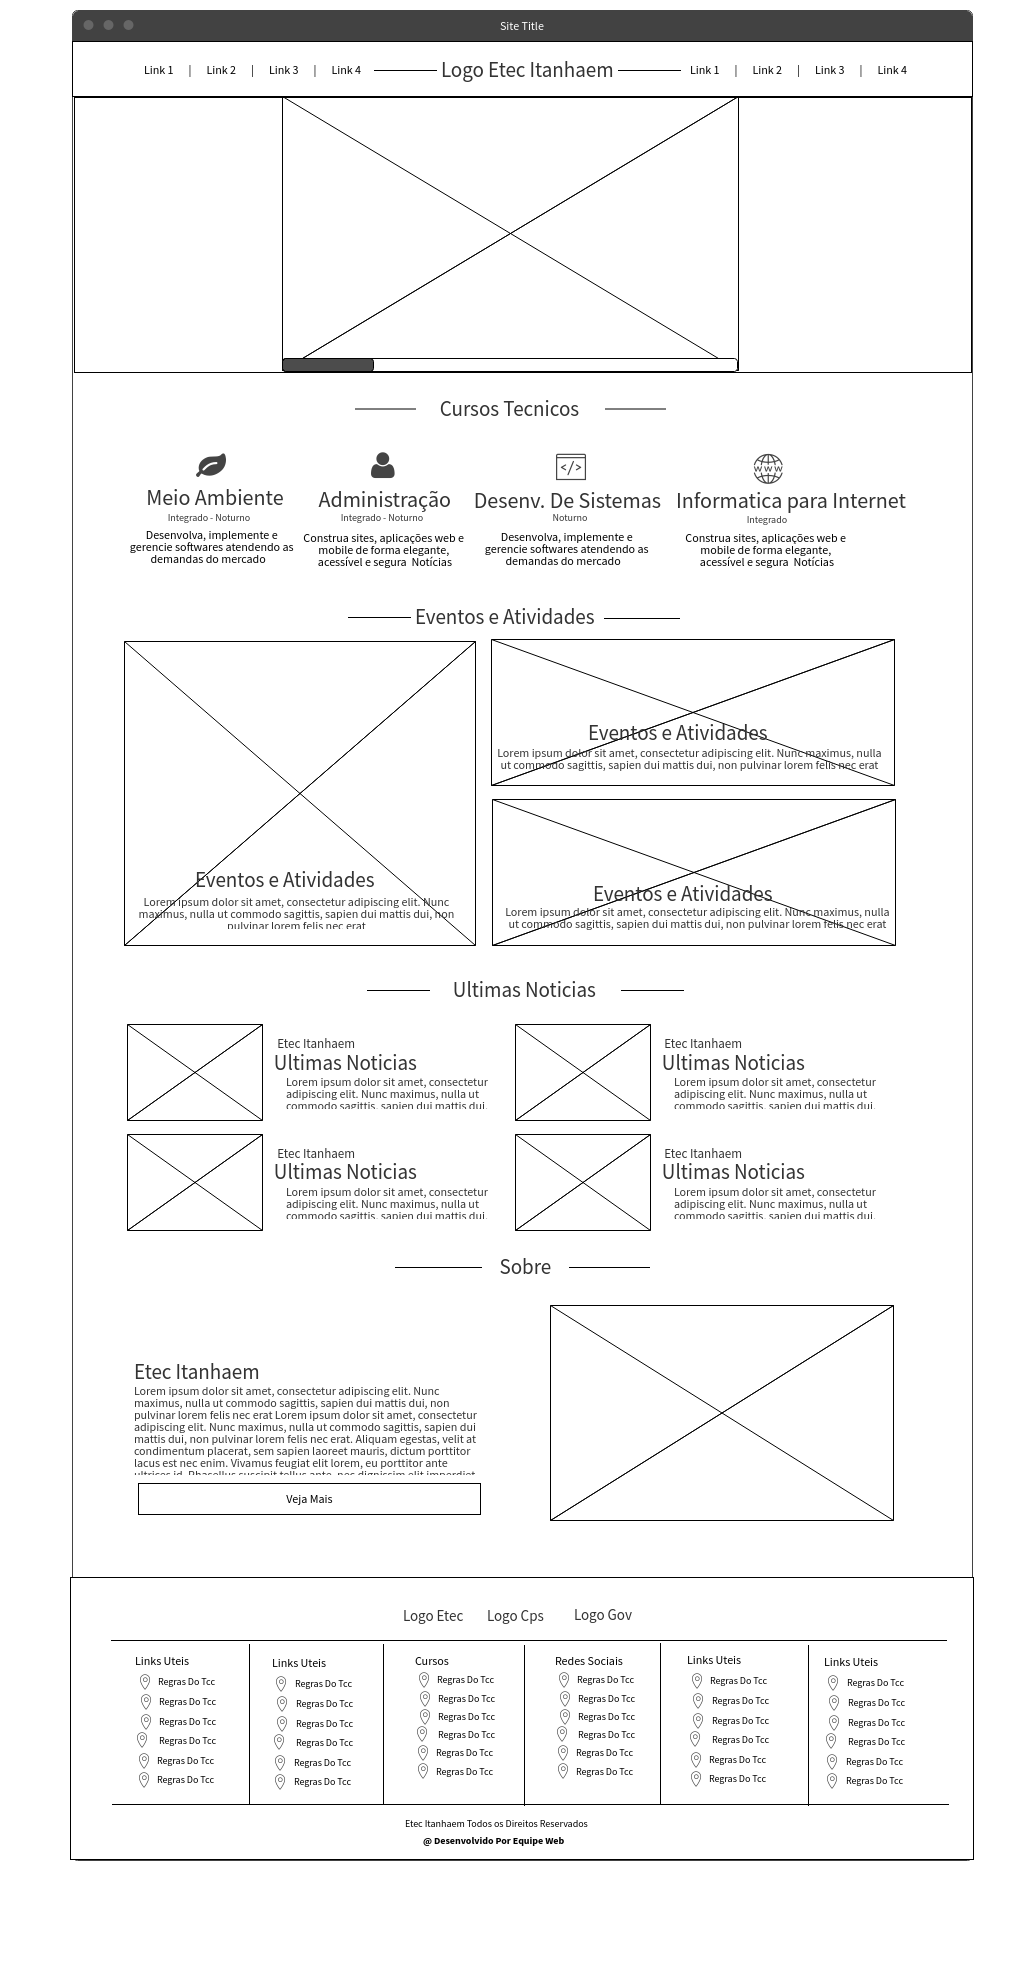 Site Title
Link 1 | Link 2 | Link 3 | Link 4 Logo Etec Itanhaem Link 1 | Link 2 | Link 3 | Link 4
Cursos Tecnicos
Meio Ambiente
Integrado - Noturno
Desenvolva, implemente e
gerencie softwares atendendo as
demandas do mercado
Administração
Integrado - Noturno
Construa sites, aplicações web e
mobile de forma elegante,
acessível e segura Notícias
Desenv. De Sistemas
Noturno
Desenvolva, implemente e
gerencie softwares atendendo as
demandas do mercado
WWW
Informatica para Internet
Integrado
Construa sites, aplicações web e
mobile de forma elegante,
acessível e segura Notícias
Eventos e Atividades
Eventos e Atividades
Lorem ipsum dolor sit amet, consectetur adipiscing elit. Nunc
maximus, nulla ut commodo sagittis, sapien dui mattis dui, non
pulvinar lorem felis nec erat
Eventos e Atividades
Lorem ipsum dolor sit amet, consectetur adipiscing elit. Nunc maximus, nulla
ut commodo sagittis, sapien dui mattis dui, non pulvinar lorem felis nec erat
Eventos e Atividades
Lorem ipsum dolor sit amet, consectetur adipiscing elit. Nunc maximus, nulla
ut commodo sagittis, sapien dui mattis dui, non pulvinar lorem felis nec erat
Ultimas Noticias
Etec Itanhaem
Ultimas Noticias
Lorem ipsum dolor sit amet, consectetur
adipiscing elit. Nunc maximus, nulla ut
commodo sagittis, sapien dui mattis dui,
Etec Itanhaem
Ultimas Noticias
Lorem ipsum dolor sit amet, consectetur
adipiscing elit. Nunc maximus, nulla ut
commodo sagittis, sapien dui mattis dui,
Etec Itanhaem
Ultimas Noticias
Lorem ipsum dolor sit amet, consectetur
adipiscing elit. Nunc maximus, nulla ut
commodo sagittis, sapien dui mattis dui,
Etec Itanhaem
Ultimas Noticias
Lorem ipsum dolor sit amet, consectetur
adipiscing elit. Nunc maximus, nulla ut
commodo sagittis, sapien dui mattis dui,
Sobre
Etec Itanhaem
Lorem ipsum dolor sit amet, consectetur adipiscing elit. Nunc
maximus, nulla ut commodo sagittis, sapien dui mattis dui, non
pulvinar lorem felis nec erat Lorem ipsum dolor sit amet, consectetur
adipiscing elit. Nunc maximus, nulla ut commodo sagittis, sapien dui
mattis dui, non pulvinar lorem felis nec erat. Aliquam egestas, velit at
condimentum placerat, sem sapien laoreet mauris, dictum porttitor
lacus est nec enim. Vivamus feugiat elit lorem, eu porttitor ante
ultrices id. Phasellus suscipit tellus ante, nec dignissim elit imperdiet
Veja Mais
Logo Etec Logo Cps Logo Gov
Links Uteis
Regras Do Tcc
Regras Do Tcc
Regras Do Tcc
Regras Do Tcc
Regras Do Tcc
Regras Do Tcc
Links Uteis
Regras Do Tcc
Regras Do Tcc
Regras Do Tcc
Regras Do Tcc
Regras Do Tcc
Regras Do Tcc
Cursos
Regras Do Tcc
Regras Do Tcc
Regras Do Tcc
Regras Do Tcc
Regras Do Tcc
Regras Do Tcc
Redes Sociais
Regras Do Tcc
Regras Do Tcc
Regras Do Tcc
Regras Do Tcc
Regras Do Tcc
Regras Do Tcc
Links Uteis
Regras Do Tcc
Regras Do Tcc
Regras Do Tcc
Regras Do Tcc
Regras Do Tcc
Regras Do Tcc
Links Uteis
Regras Do Tcc
Regras Do Tcc
Regras Do Tcc
Regras Do Tcc
Regras Do Tcc
Regras Do Tcc
Etec Itanhaem Todos os Direitos Reservados
@ Desenvolvido Por Equipe Web